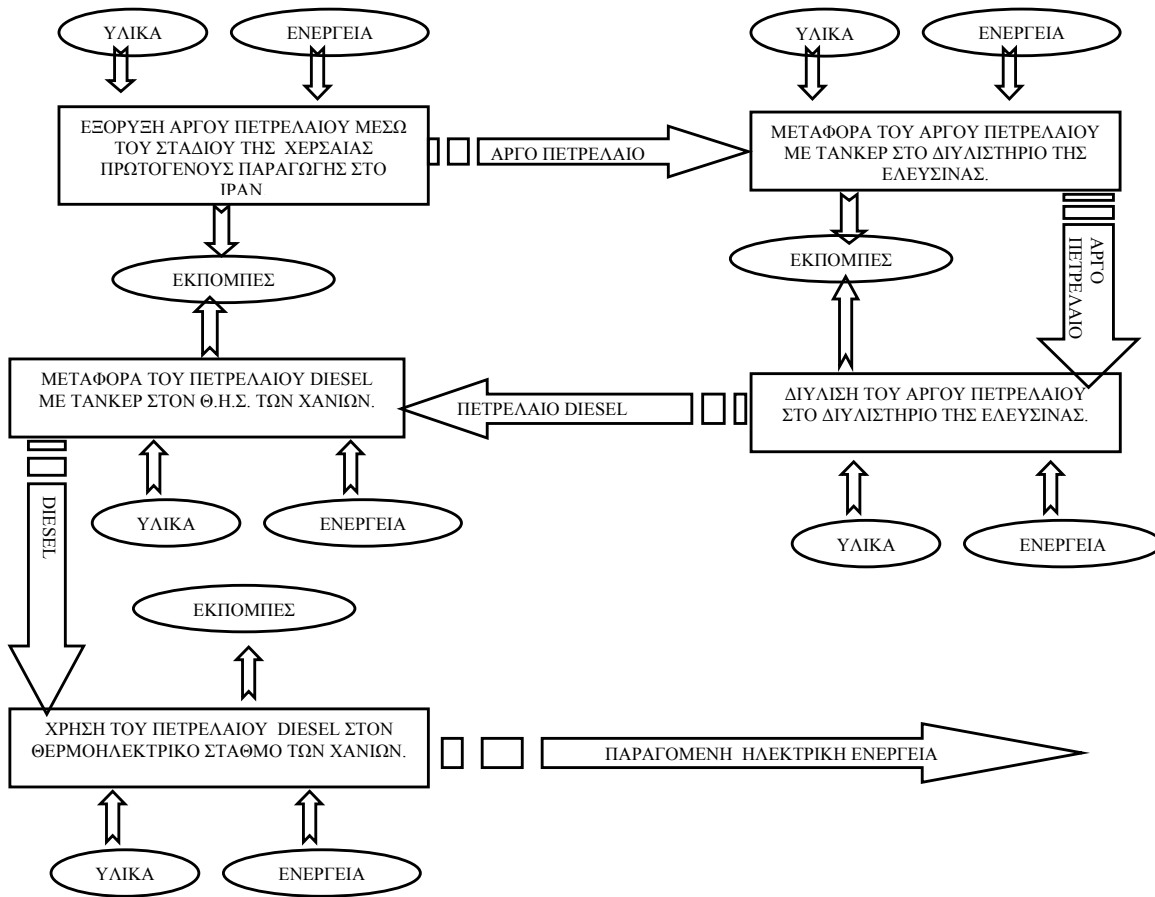 ΥΛΙΚΑ
ΕΝΕΡΓΕΙΑ
ΥΛΙΚΑ
ΕΝΕΡΓΕΙΑ
ΕΞΟΡΥΞΗ ΑΡΓΟΥ ΠΕΤΡΕΛΑΙΟΥ ΜΕΣΩ
ΤΟΥ ΣΤΑΔΙΟΥ ΤΗΣ ΧΕΡΣΑΙΑΣ
ΠΡΩΤΟΓΕΝΟΥΣ ΠΑΡΑΓΩΓΗΣ ΣΤΟ
ΙΡΑΝ
ΑΡΓΟ ΠΕΤΡΕΛΑΙΟ
ΜΕΤΑΦΟΡΑ ΤΟΥ ΑΡΓΟΥ ΠΕΤΡΕΛΑΙΟΥ
ΜΕ ΤΑΝΚΕΡ ΣΤΟ ΔΙΥΛΙΣΤΗΡΙΟ ΤΗΣ
ΕΛΕΥΣΙΝΑΣ.
ΕΚΠΟΜΠΕΣ
ΕΚΠΟΜΠΕΣ
ΑΡΓΟ
ΠΕΤΡΕΛΑΙΟ
ΜΕΤΑΦΟΡΑ ΤΟΥ ΠΕΤΡΕΛΑΙΟΥ DIESEL
ΜΕ ΤΑΝΚΕΡ ΣΤΟΝ Θ.Η.Σ. ΤΩΝ ΧΑΝΙΩΝ.
ΠΕΤΡΕΛΑΙΟ DIESEL
ΔΙΥΛΙΣΗ ΤΟΥ ΑΡΓΟΥ ΠΕΤΡΕΛΑΙΟΥ
ΣΤΟ ΔΙΥΛΙΣΤΗΡΙΟ ΤΗΣ ΕΛΕΥΣΙΝΑΣ.
DIESEL
ΥΛΙΚΑ
ΕΝΕΡΓΕΙΑ
ΥΛΙΚΑ
ΕΝΕΡΓΕΙΑ
ΕΚΠΟΜΠΕΣ
ΧΡΗΣΗ ΤΟΥ ΠΕΤΡΕΛΑΙΟΥ DIESEL ΣΤΟΝ
ΘΕΡΜΟΗΛΕΚΤΡΙΚΟ ΣΤΑΘΜΟ ΤΩΝ ΧΑΝΙΩΝ.
ΠΑΡΑΓΟΜΕΝΗ ΗΛΕΚΤΡΙΚΗ ΕΝΕΡΓΕΙΑ
ΥΛΙΚΑ
ΕΝΕΡΓΕΙΑ